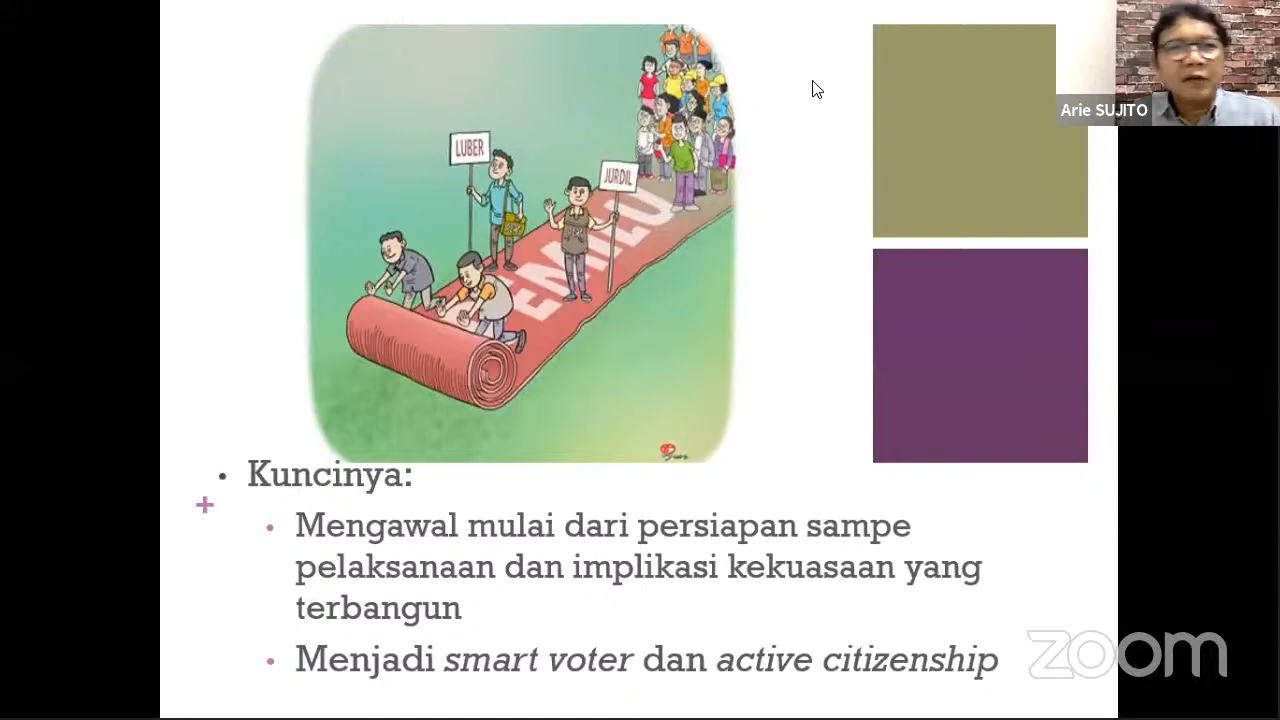 LUBER
JURDIL
EMILU
Arie SUJITO
Kuncinya:
+
Mengawal mulai dari persiapan sampe
pelaksanaan dan implikasi kekuasaan yang
terbangun
Menjadi smart voter dan active citizenship
zoom